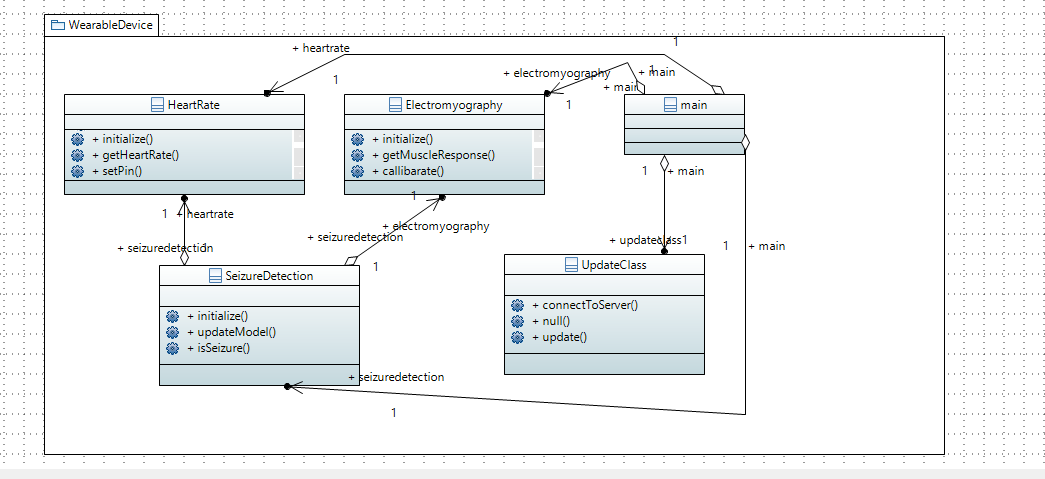 WearableDevice
+ heartrate
1
1
+ electromyography
1
+ main
+ main
1
HeartRate
+ initialize()
+ getHeartRate()
+ setPin()
Electromyography
+ initialize()
+ getMuscleResponse()
+ callibarate()
main
1
+ main
1
1
+ heartrate
+ electromyography
+ seizuredetection
+ seizuredetection
1
1
+ updateclass1
1
+ main
SeizureDetection
+ initialize()
+ updateModel()
+ isSeizure()
UpdateClass
+ connectToServer()
+ null()
+ update()
+ seizuredetection
1